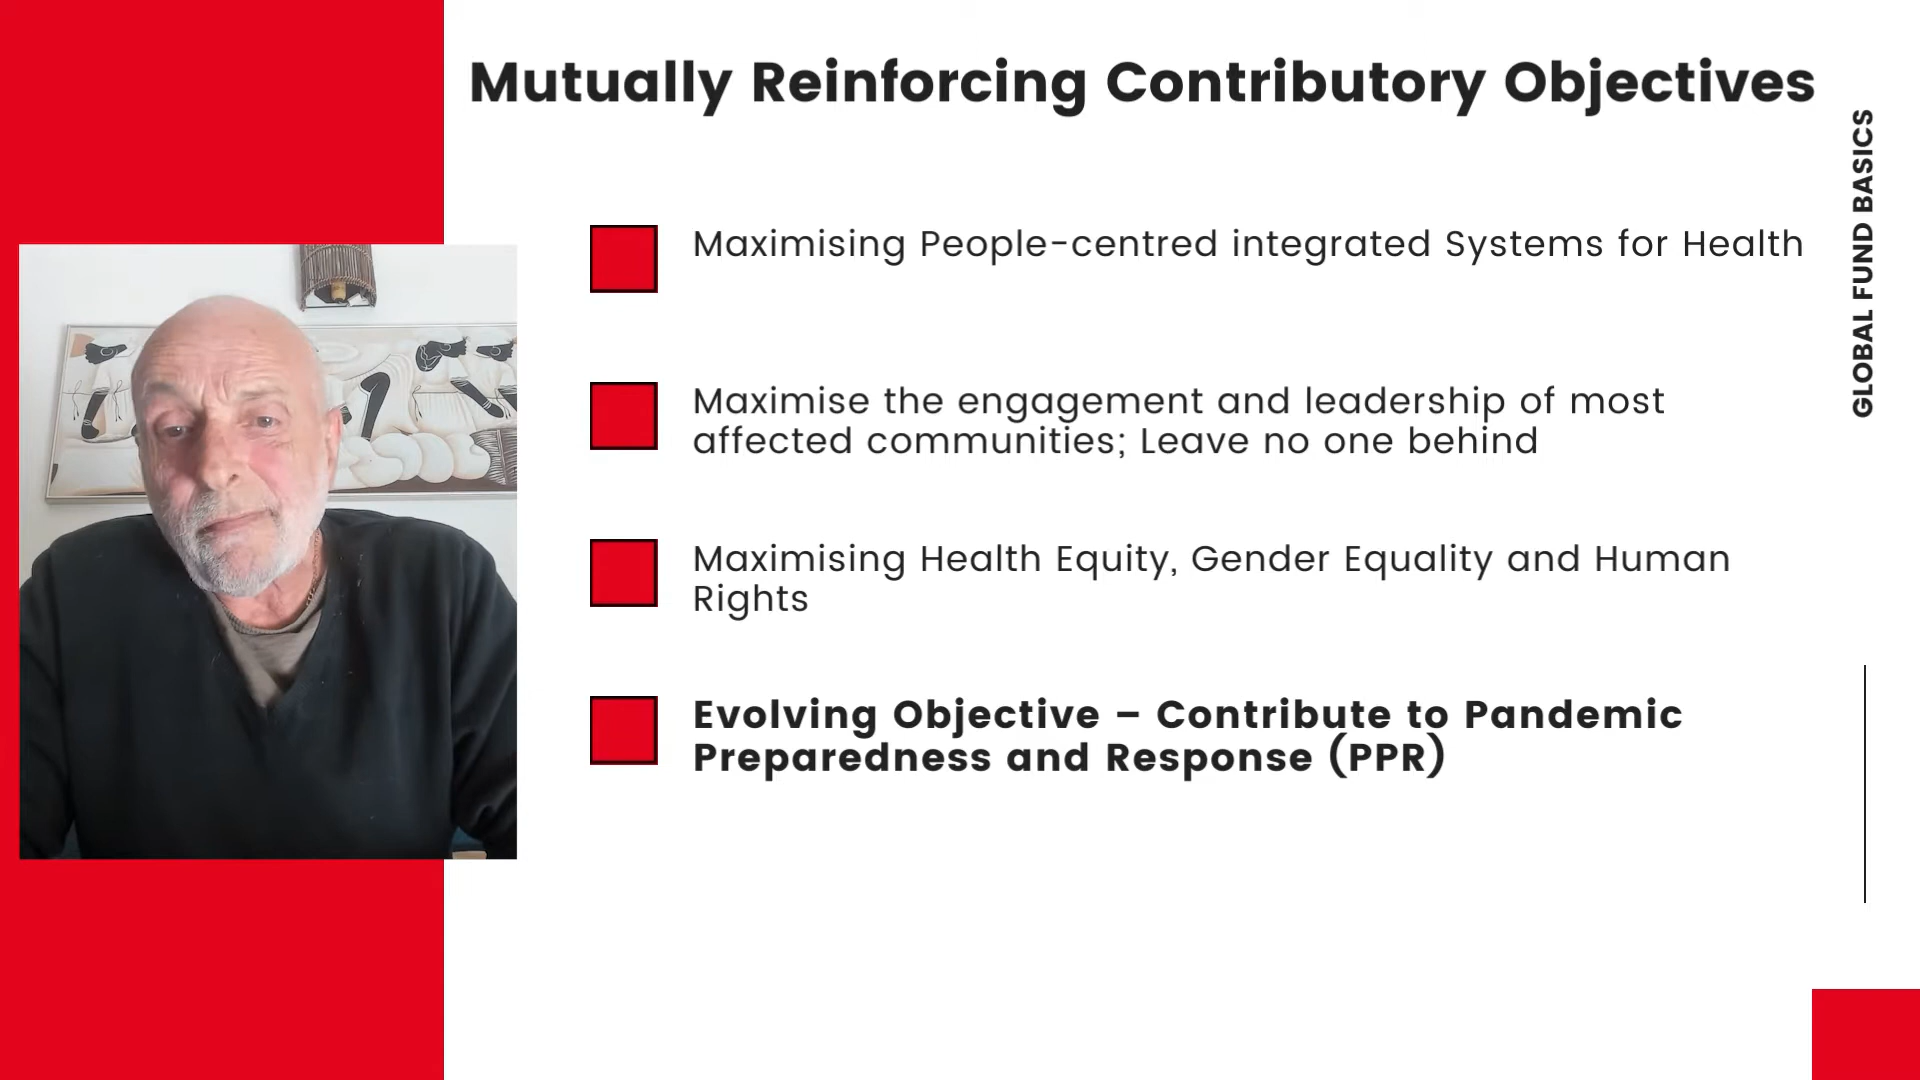 Mutually Reinforcing Contributory Objectives
GLOBAL FUND BASICS
Maximising People-centred integrated Systems for Health
Maximise the engagement and leadership of most
affected communities; Leave no one behind
Maximising Health Equity, Gender Equality and Human
Rights
Evolving Objective – Contribute to Pandemic
Preparedness and Response (PPR)